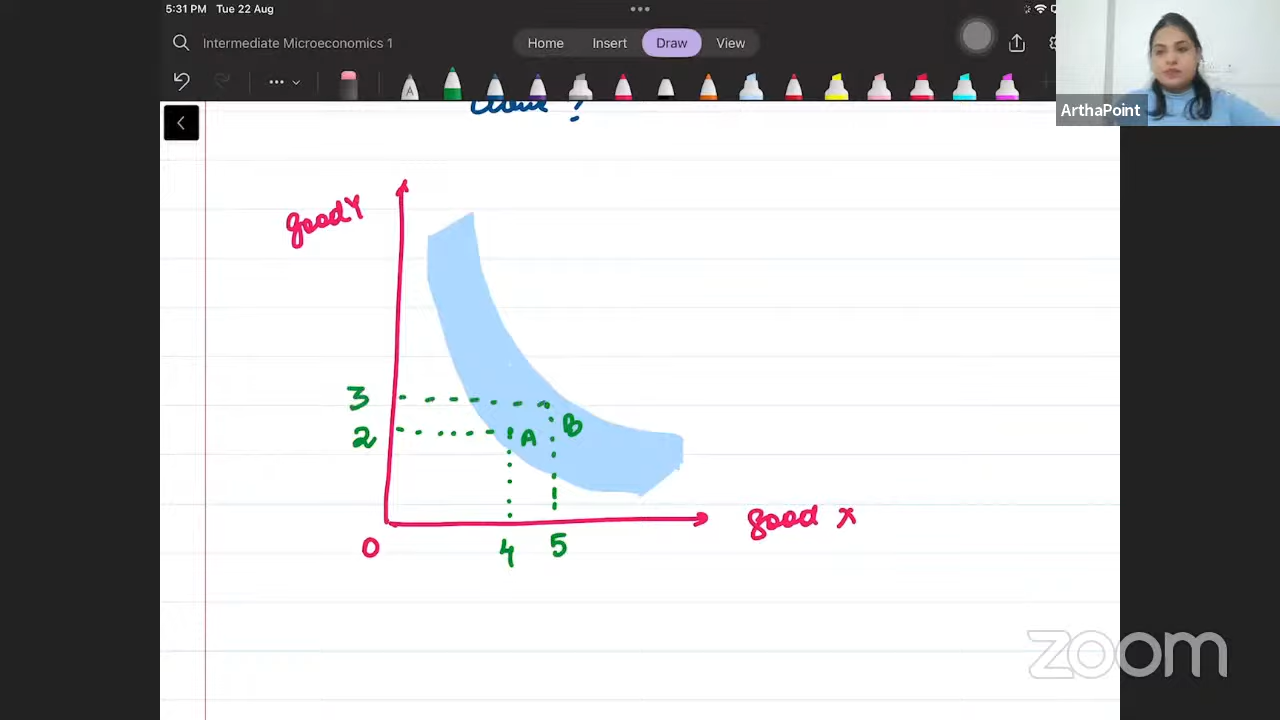 5:31 PM Tue 22 Aug
Intermediate Microeconomics 1
Home Insert Draw View
ArthaPoint
good Y
3
2
A
B
0
4
5
good x
zoom